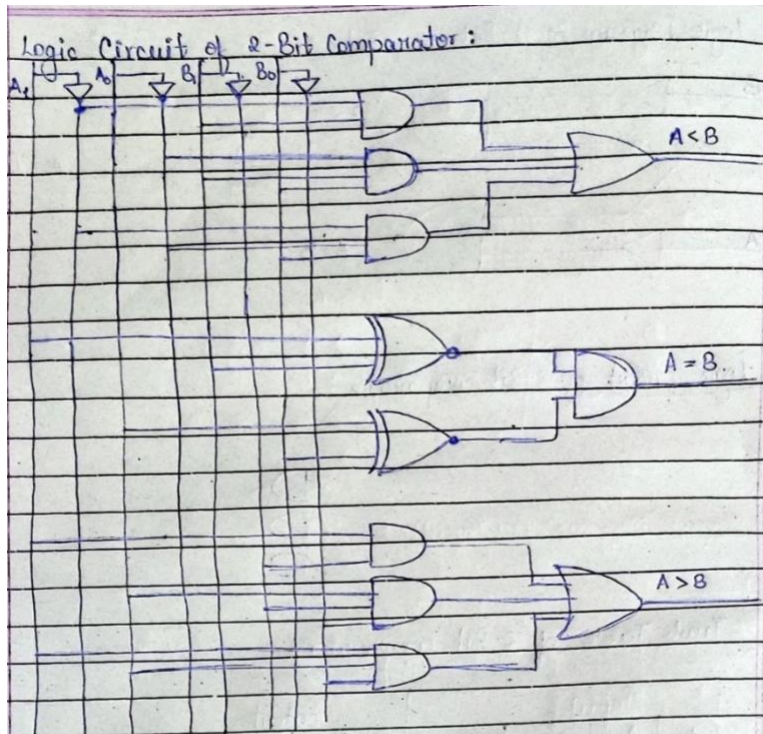 Logic Circuit of 2-Bit Comparator :
A₁ A₀ B₁ B₀
A < B
A = B
A > B